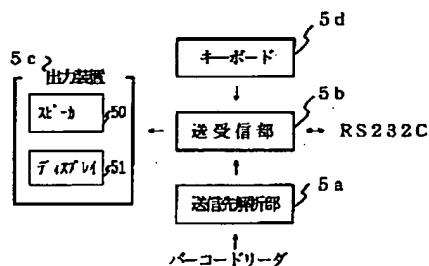 5d
キーボード
5c
出力装置
5b
スピーカ
50
送受信部
RS232C
ディスプレイ
51
5a
送信先解析部
バーコードリーダ